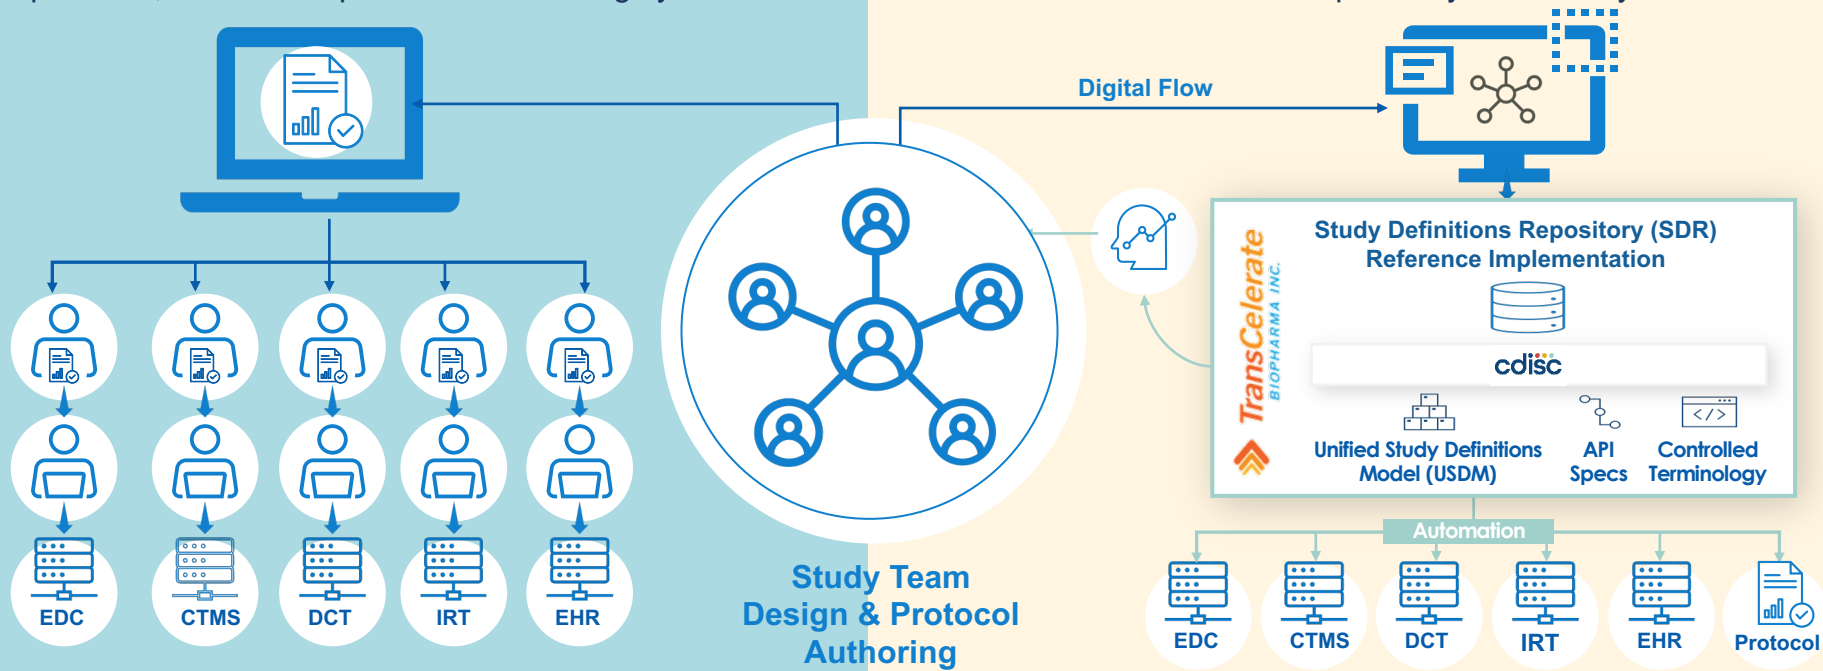 Digital Flow
Study Definitions Repository (SDR)
Reference Implementation
TransCelerate
BIOPHARMA INC.
cdisc
</>
Unified Study Definitions
Model (USDM)
API
Specs
Controlled
Terminology
Automation
EDC
CTMS
DCT
IRT
EHR
Study Team
Design & Protocol
Authoring
EDC
CTMS
DCT
IRT
EHR
Protocol